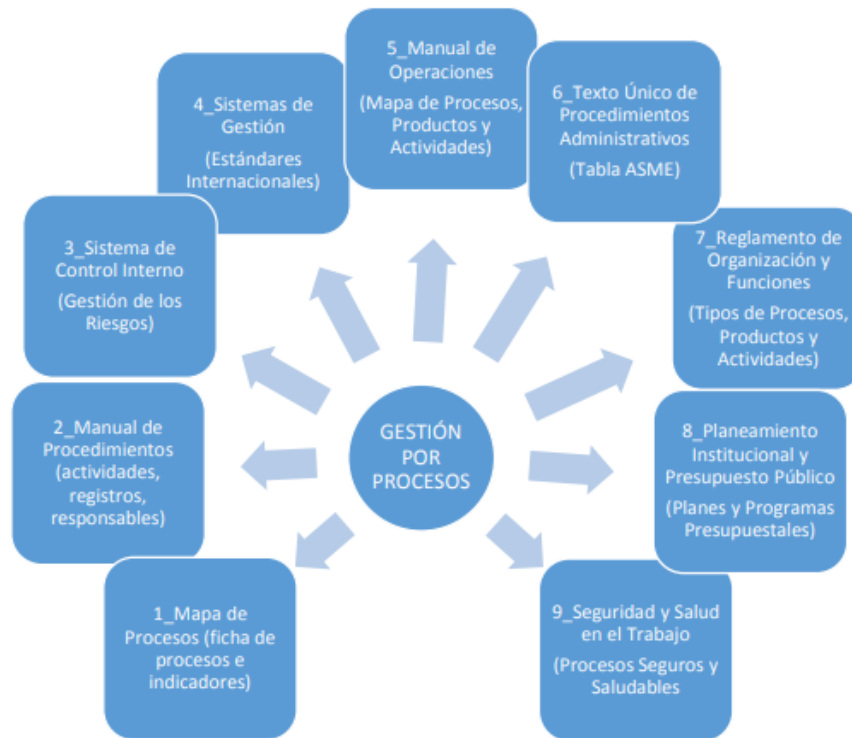 5_Manual de
Operaciones
(Mapa de Procesos,
Productos y
Actividades)
4_Sistemas de
Gestión
(Estándares
Internacionales)
6_Texto Único de
Procedimientos
Administrativos
(Tabla ASME)
3_Sistema de
Control Interno
(Gestión de los
Riesgos)
7_Reglamento de
Organización y
Funciones
(Tipos de Procesos,
Productos y
Actividades)
2_Manual de
Procedimientos
(actividades,
registros,
responsables)
GESTIÓN
POR
PROCESOS
8_Planeamiento
Institucional y
Presupuesto Público
(Planes y Programas
Presupuestales)
1_Mapa de
Procesos (ficha de
procesos e
indicadores)
9_Seguridad y Salud
en el Trabajo
(Procesos Seguros y
Saludables